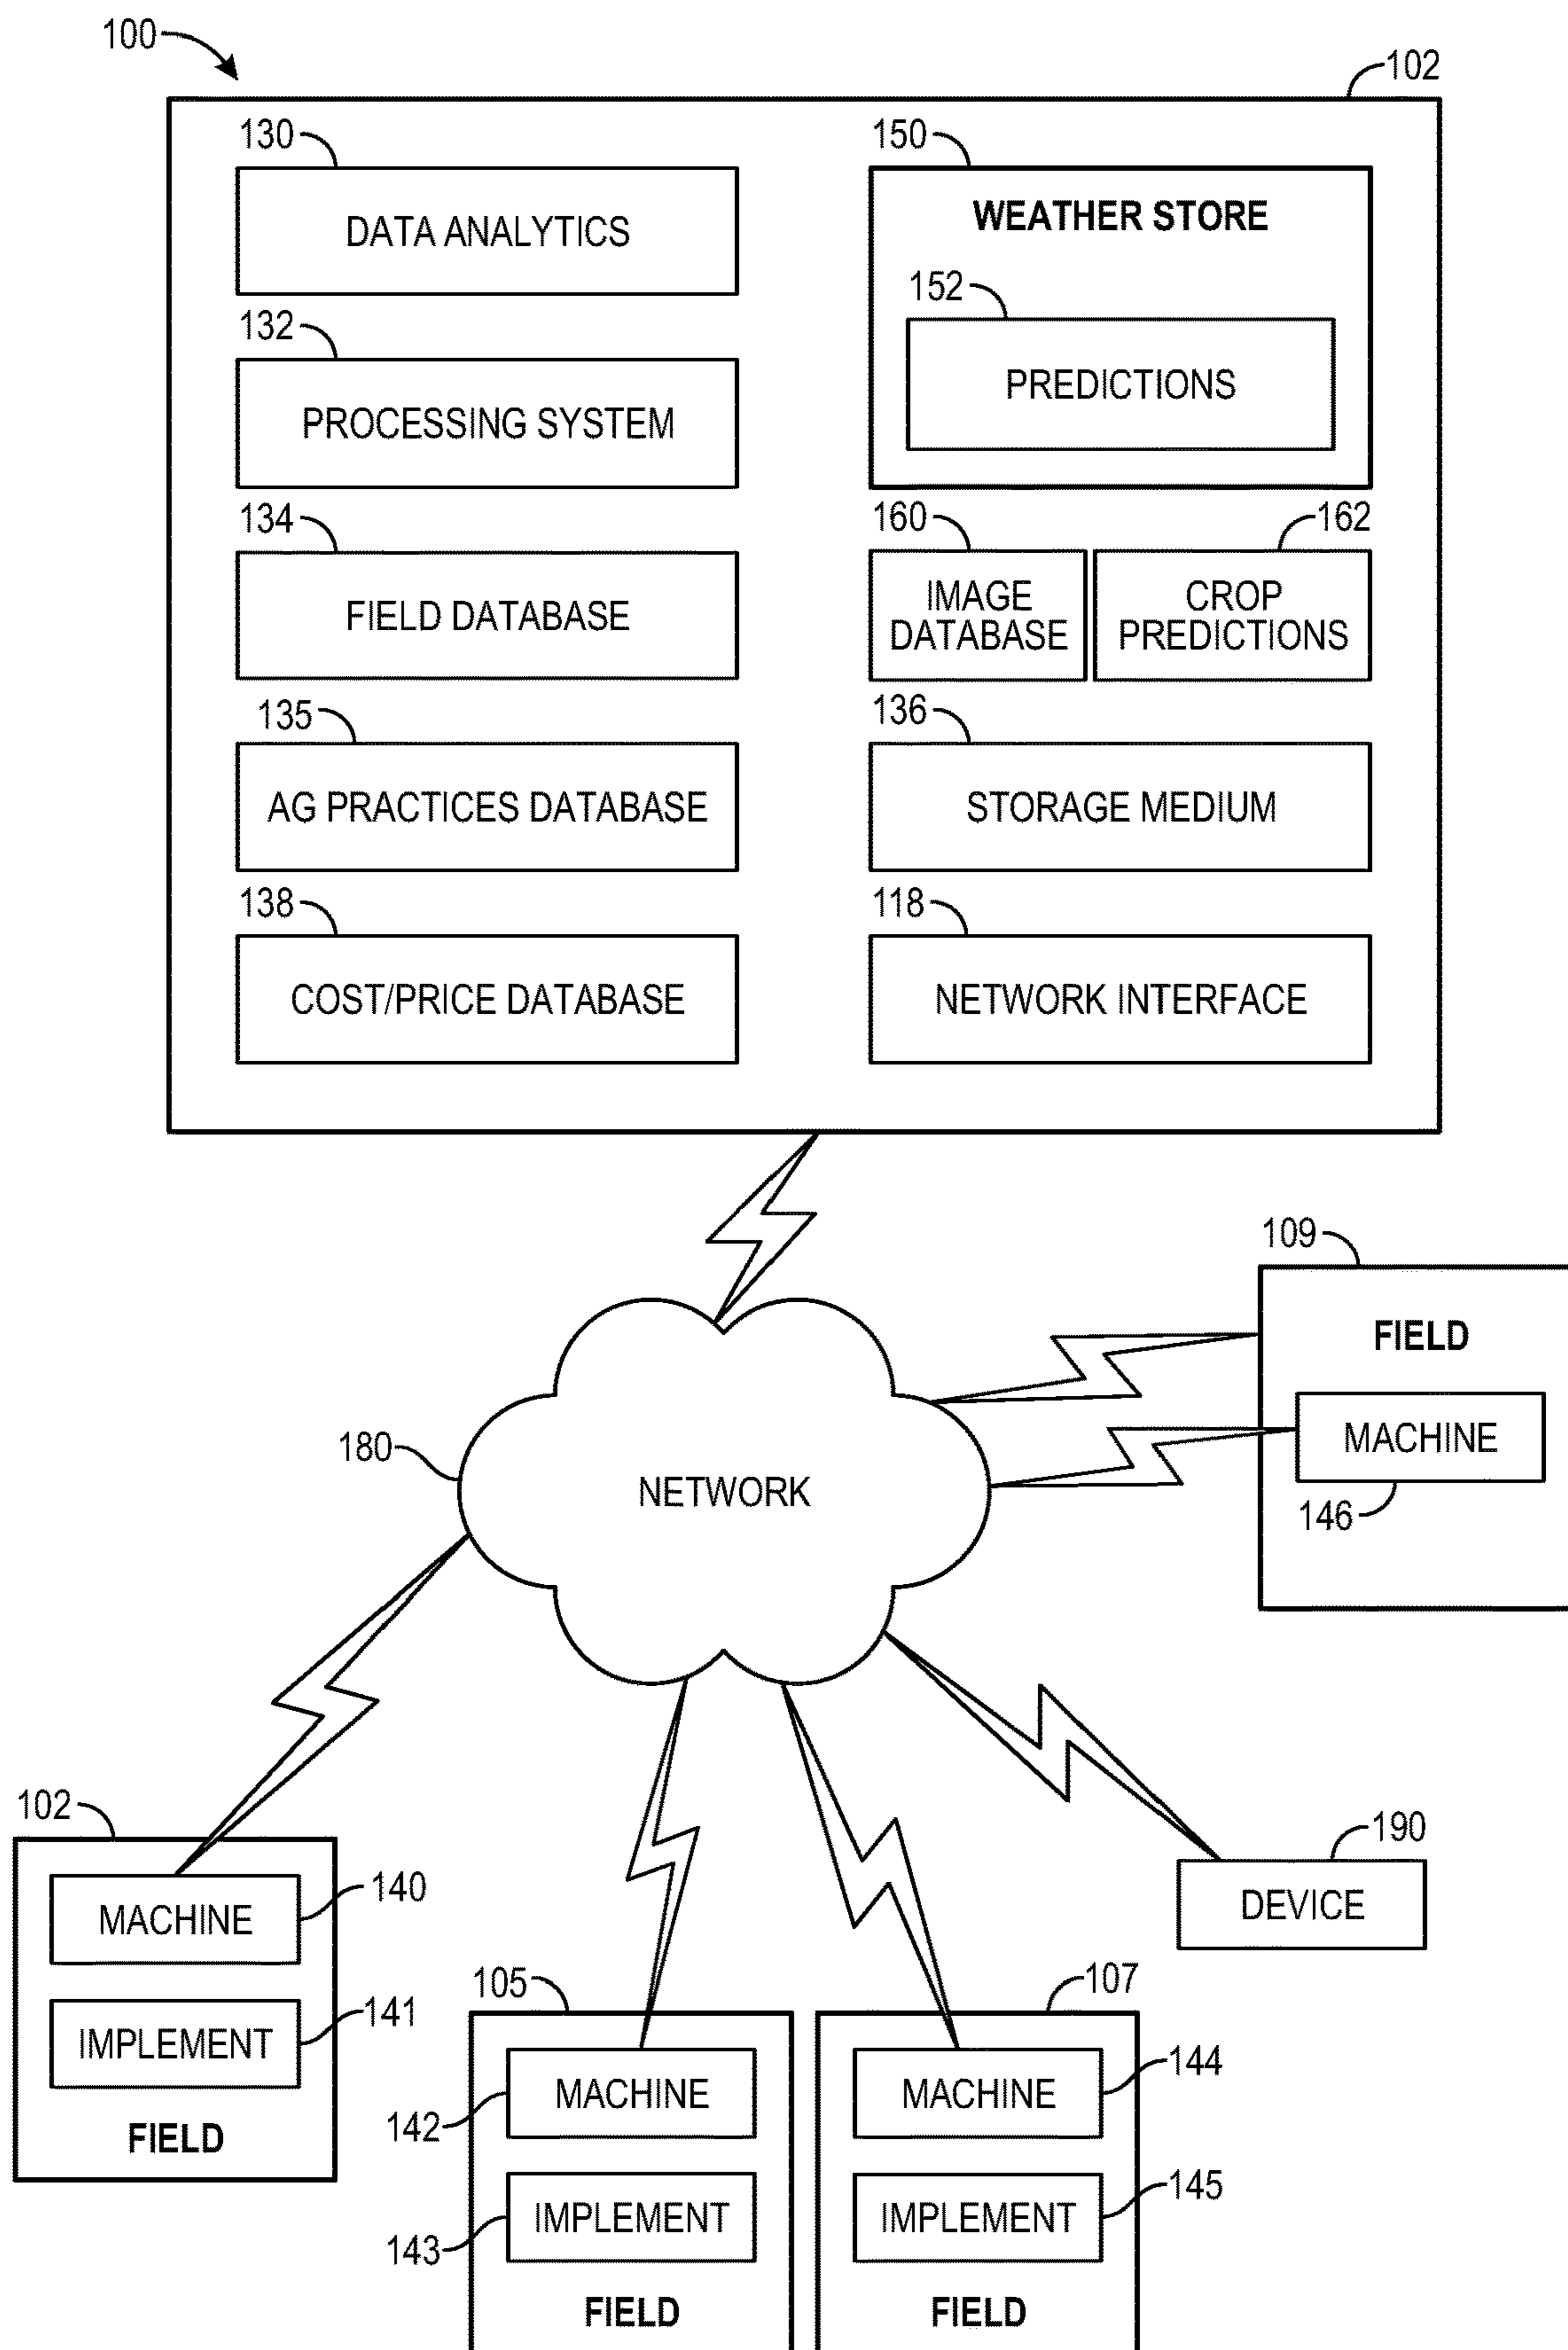 100
102
130
DATA ANALYTICS
132
PROCESSING SYSTEM
134
FIELD DATABASE
135
AG PRACTICES DATABASE
138
COST/PRICE DATABASE
150
WEATHER STORE
152
PREDICTIONS
160
IMAGE
DATABASE
162
CROP
PREDICTIONS
136
STORAGE MEDIUM
118
NETWORK INTERFACE
109
FIELD
MACHINE
146
180
NETWORK
102
MACHINE
140
IMPLEMENT
141
FIELD
190
DEVICE
105
MACHINE
142
IMPLEMENT
143
FIELD
107
MACHINE
144
IMPLEMENT
145
FIELD